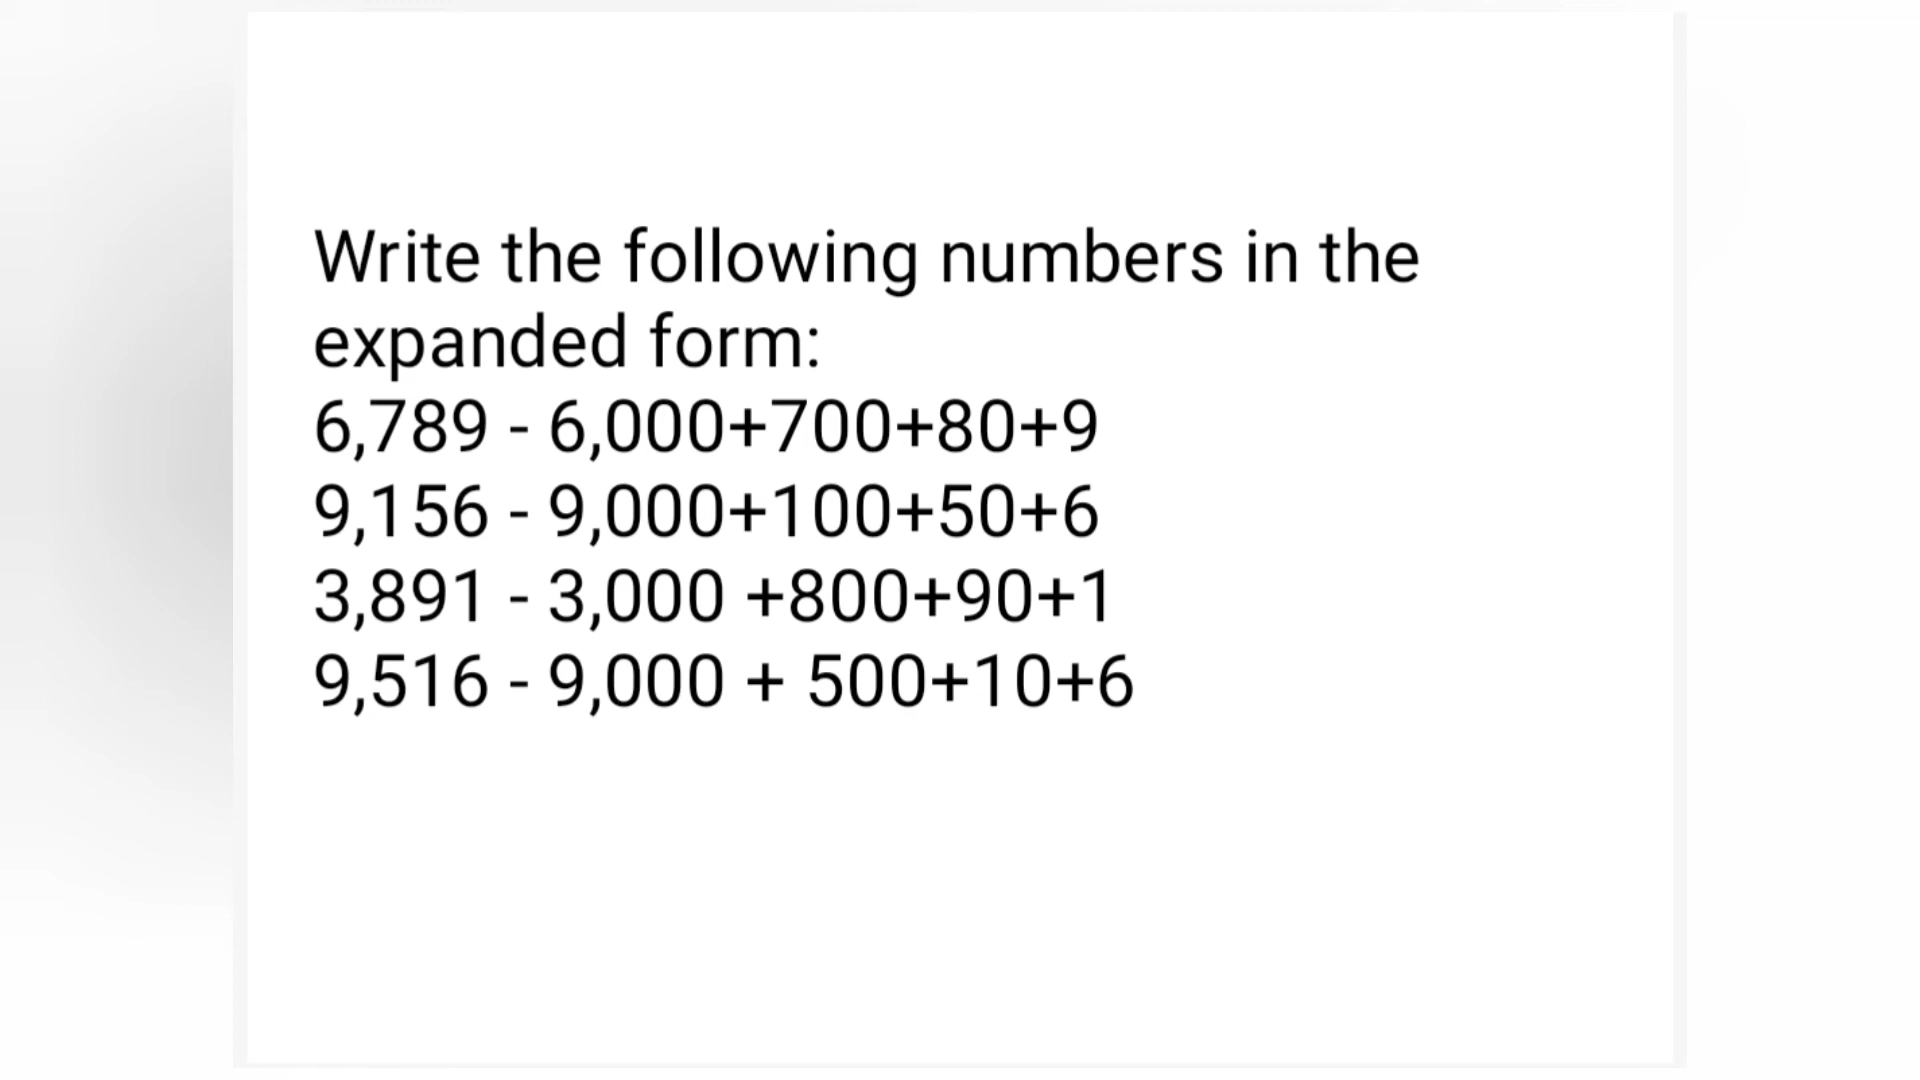 Write the following numbers in the
expanded form:
6,789 - 6,000+700+80+9
9,156 - 9,000+100+50+6
3,891 - 3,000 +800+90+1
9,516 - 9,000 + 500+10+6